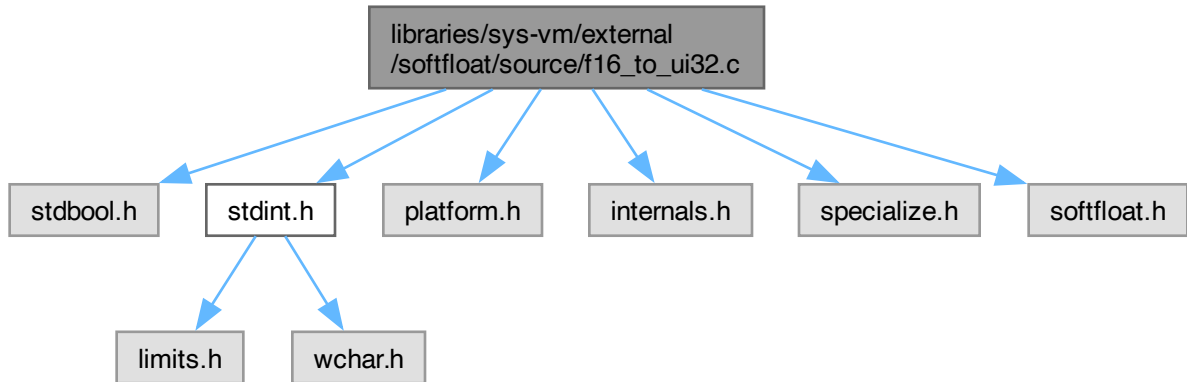 libraries/sys-vm/external
/softfloat/source/f16_to_ui32.c
stdbool.h
stdint.h
platform.h
internals.h
specialize.h
softfloat.h
limits.h
wchar.h